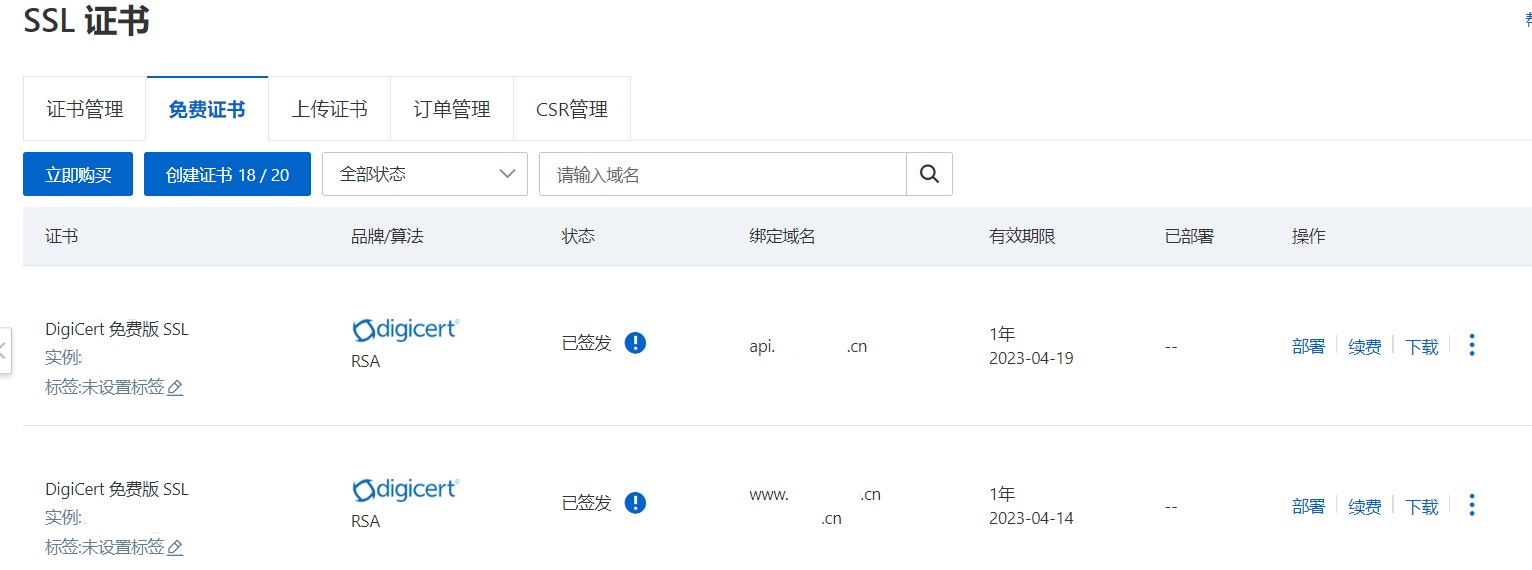 SSL 证书
证书管理 免费证书 上传证书 订单管理 CSR管理
立即购买 创建证书 18 / 20 全部状态 请输入域名
证书 品牌/算法 状态 绑定域名 有效期限 已部署 操作
DigiCert 免费版 SSL
实例:
标签:未设置标签
digicert®
RSA
已签发
api. .cn
1年
2023-04-19
--
部署 续费 下载
DigiCert 免费版 SSL
实例:
标签:未设置标签
digicert®
RSA
已签发
www. .cn
.cn
1年
2023-04-14
--
部署 续费 下载